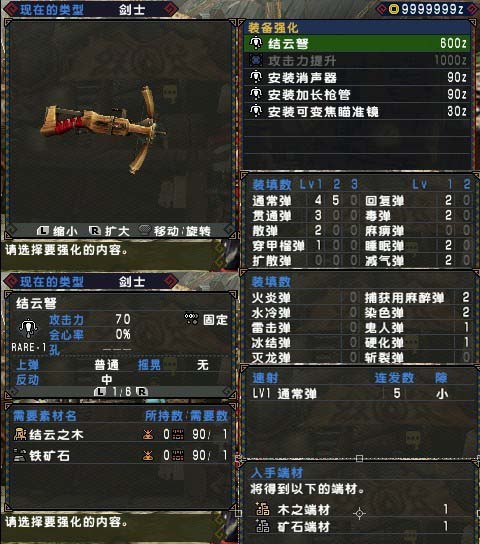 现在的类型 剑士
9999999z
装备强化
结云弩 600z
攻击力提升 1000z
安装消声器 90z
安装加长枪管 90z
安装可变焦瞄准镜 30z
L 缩小 R 扩大 移动/旋转
请选择要强化的内容。
装填数 Lv1 2 3 Lv 1 2
通常弹 4 5 0 回复弹 2 0
贯通弹 3 0 0 毒弹 2 0
散弹 2 0 0 麻痹弹 0 0
穿甲榴弹 1 0 0 睡眠弹 2 0
扩散弹 0 0 0 减气弹 2 0
现在的类型 剑士
结云弩
攻击力 70 固定
会心率 0%
RARE-1 孔 ---
上弹 普通 摇晃 无
反动 中
L 1/6 R
需要素材名 所持数/需要数
结云之木 0 90/ 1
铁矿石 0 90/ 1
请选择要强化的内容。
装填数
火炎弹 0 捕获用麻醉弹 2
水冷弹 0 染色弹 2
雷击弹 0 鬼人弹 1
冰结弹 0 硬化弹 1
灭龙弹 0 斩裂弹 0
速射 连发数 隙
LV1 通常弹 5 小
入手端材
将得到以下的端材。
木之端材 1
矿石端材 1